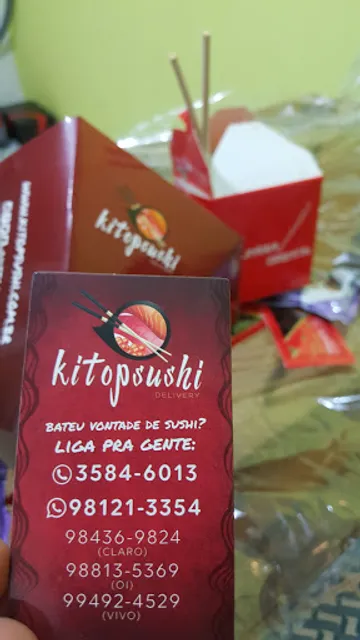 kitopsushi
kitopsushi
DELIVERY
BATEU VONTADE DE SUSHI?
LIGA PRA GENTE:
3584-6013
98121-3354
98436-9824
(CLARO)
98813-5369
(OI)
99492-4529
(VIVO)